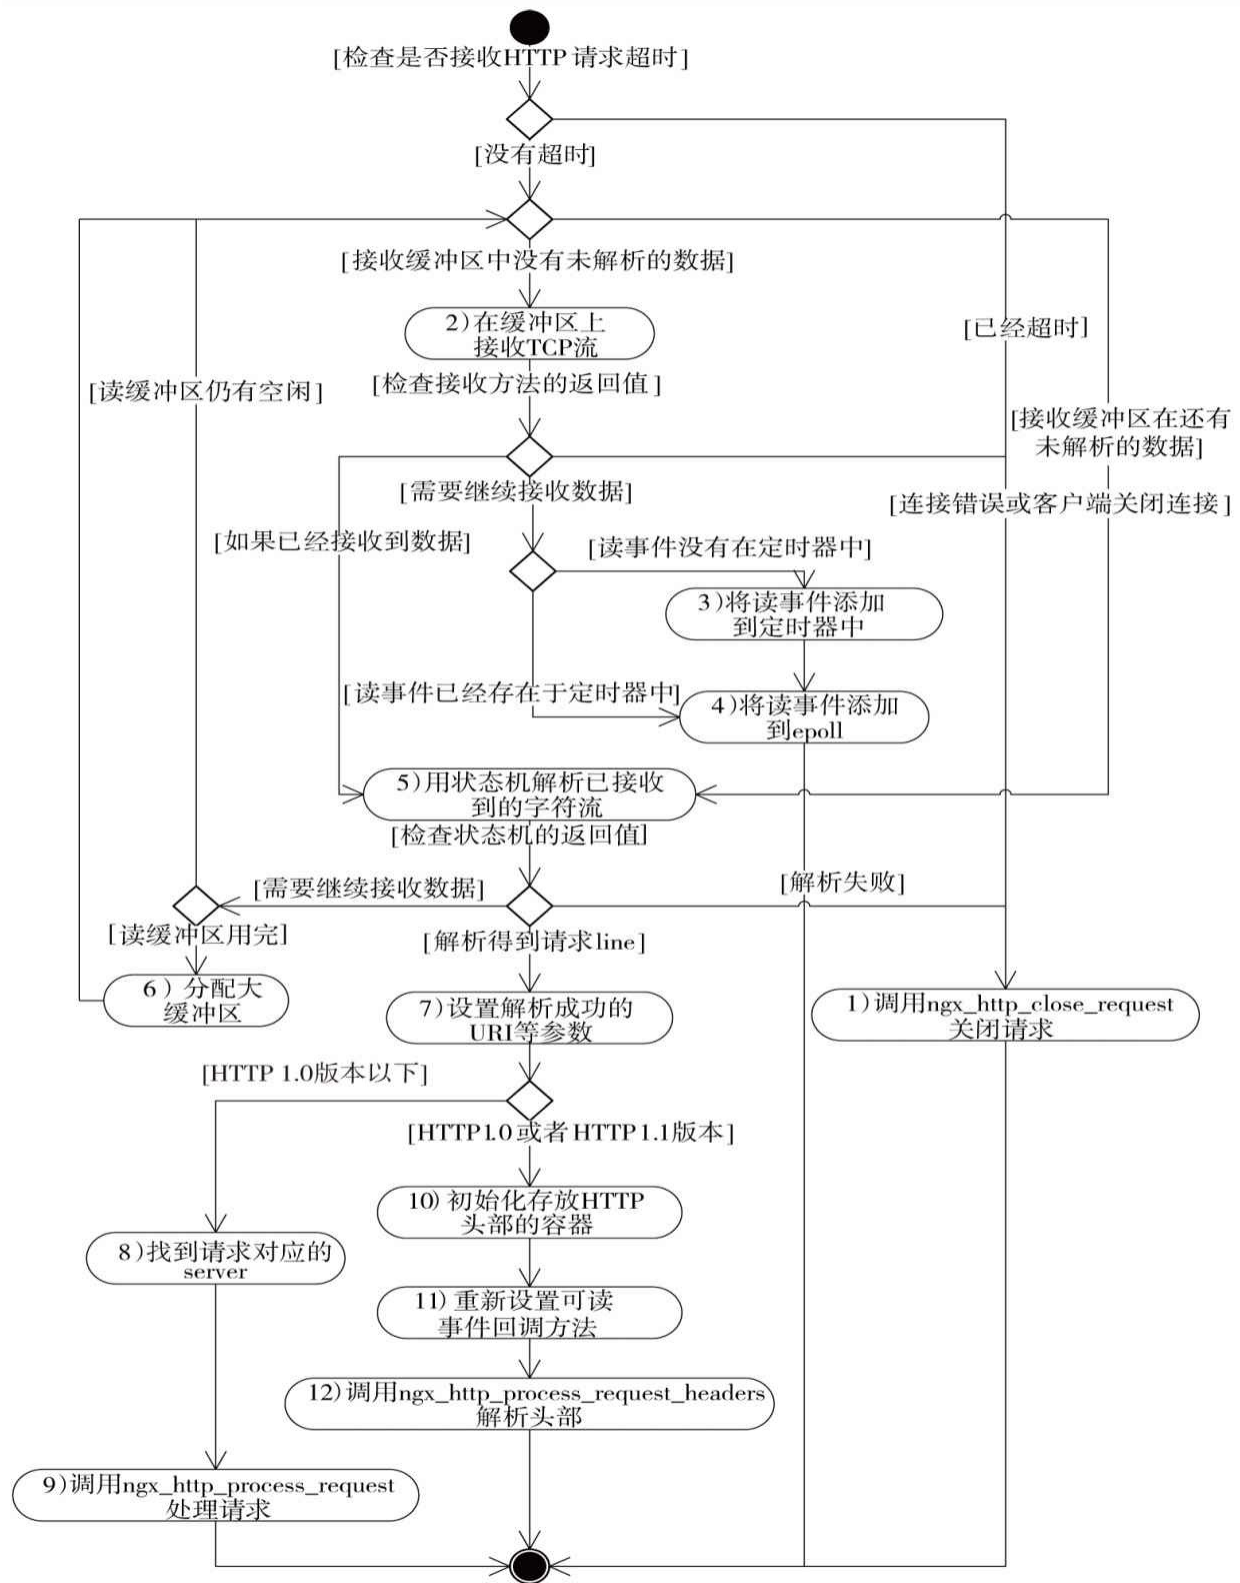 [检查是否接收HTTP 请求超时]
[没有超时]
[接收缓冲区中没有未解析的数据]
2)在缓冲区上
接收TCP流
[已经超时]
[检查接收方法的返回值]
[读缓冲区仍有空闲]
[接收缓冲区在还有
未解析的数据]
[需要继续接收数据]
[连接错误或客户端关闭连接]
[如果已经接收到数据]
[读事件没有在定时器中]
3)将读事件添加
到定时器中
[读事件已经存在于定时器中]
4)将读事件添加
到epoll
5)用状态机解析已接收
到的字符流
[检查状态机的返回值]
[需要继续接收数据]
[解析失败]
[读缓冲区用完]
[解析得到请求line]
6) 分配大
缓冲区
7)设置解析成功的
URI等参数
1)调用ngx_http_close_request
关闭请求
[HTTP 1.0版本以下]
[HTTP1.0 或者 HTTP1.1版本]
10) 初始化存放HTTP
头部的容器
8)找到请求对应的
server
11) 重新设置可读
事件回调方法
12)调用ngx_http_process_request_headers
解析头部
9)调用ngx_http_process_request
处理请求